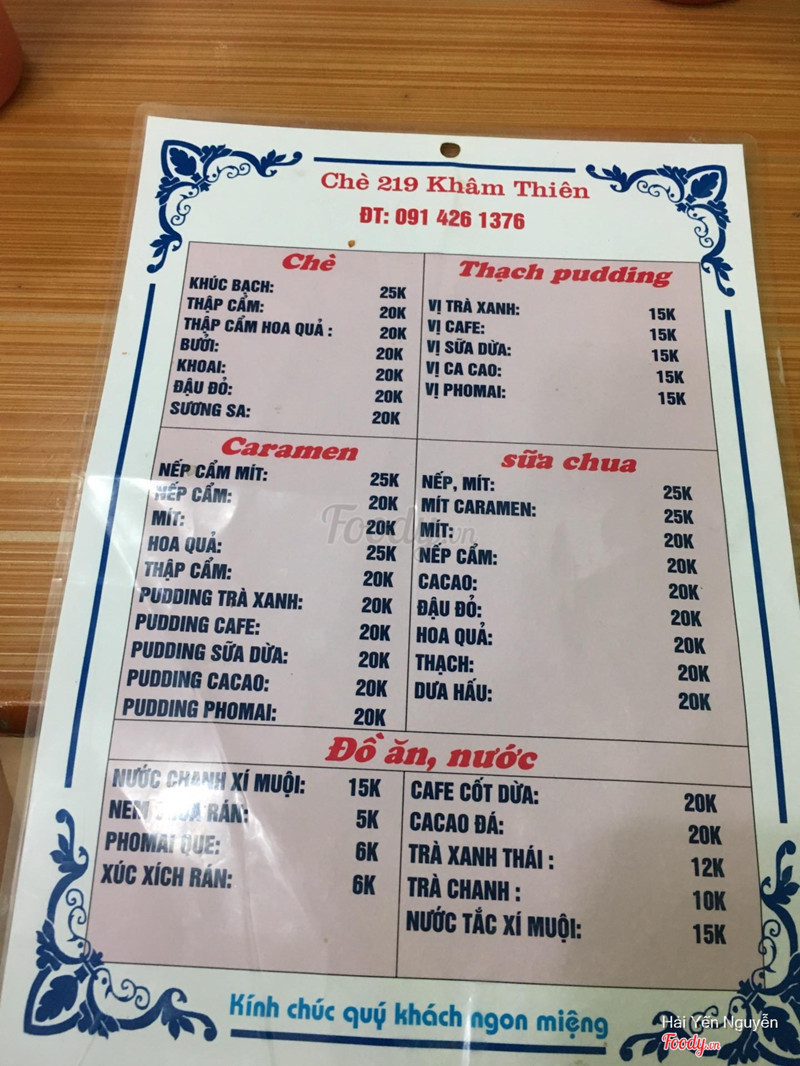 Chè 219 Khâm Thiên
ĐT: 091 426 1376
Chè
KHÚC BẠCH: 25K
THẬP CẨM: 20K
THẬP CẨM HOA QUẢ : 20K
BƯỞI: 20K
KHOAI: 20K
ĐẬU ĐỎ: 20K
SƯƠNG SA: 20K
Thạch pudding
VỊ TRÀ XANH: 15K
VỊ CAFE: 15K
VỊ SỮA DỪA: 15K
VỊ CA CAO: 15K
VỊ PHOMAI: 15K
Caramen
NẾP CẨM MÍT: 25K
NẾP CẨM: 20K
MÍT: 20K
HOA QUẢ: 25K
THẬP CẨM: 20K
PUDDING TRÀ XANH: 20K
PUDDING CAFE: 20K
PUDDING SỮA DỪA: 20K
PUDDING CACAO: 20K
PUDDING PHOMAI: 20K
sữa chua
NẾP, MÍT: 25K
MÍT CARAMEN: 25K
MÍT: 20K
NẾP CẨM: 20K
CACAO: 20K
ĐẬU ĐỎ: 20K
HOA QUẢ: 20K
THẠCH: 20K
DƯA HẤU: 20K
Đồ ăn, nước
NƯỚC CHANH XÍ MUỘI: 15K
NEM CHUA RÁN: 5K
PHOMAI QUE: 6K
XÚC XÍCH RÁN: 6K
CAFE CỐT DỪA: 20K
CACAO ĐÁ: 20K
TRÀ XANH THÁI : 12K
TRÀ CHANH : 10K
NƯỚC TẮC XÍ MUỘI: 15K
Kính chúc quý khách ngon miệng
Foody.vn
Hải Yến Nguyễn
Foody.vn